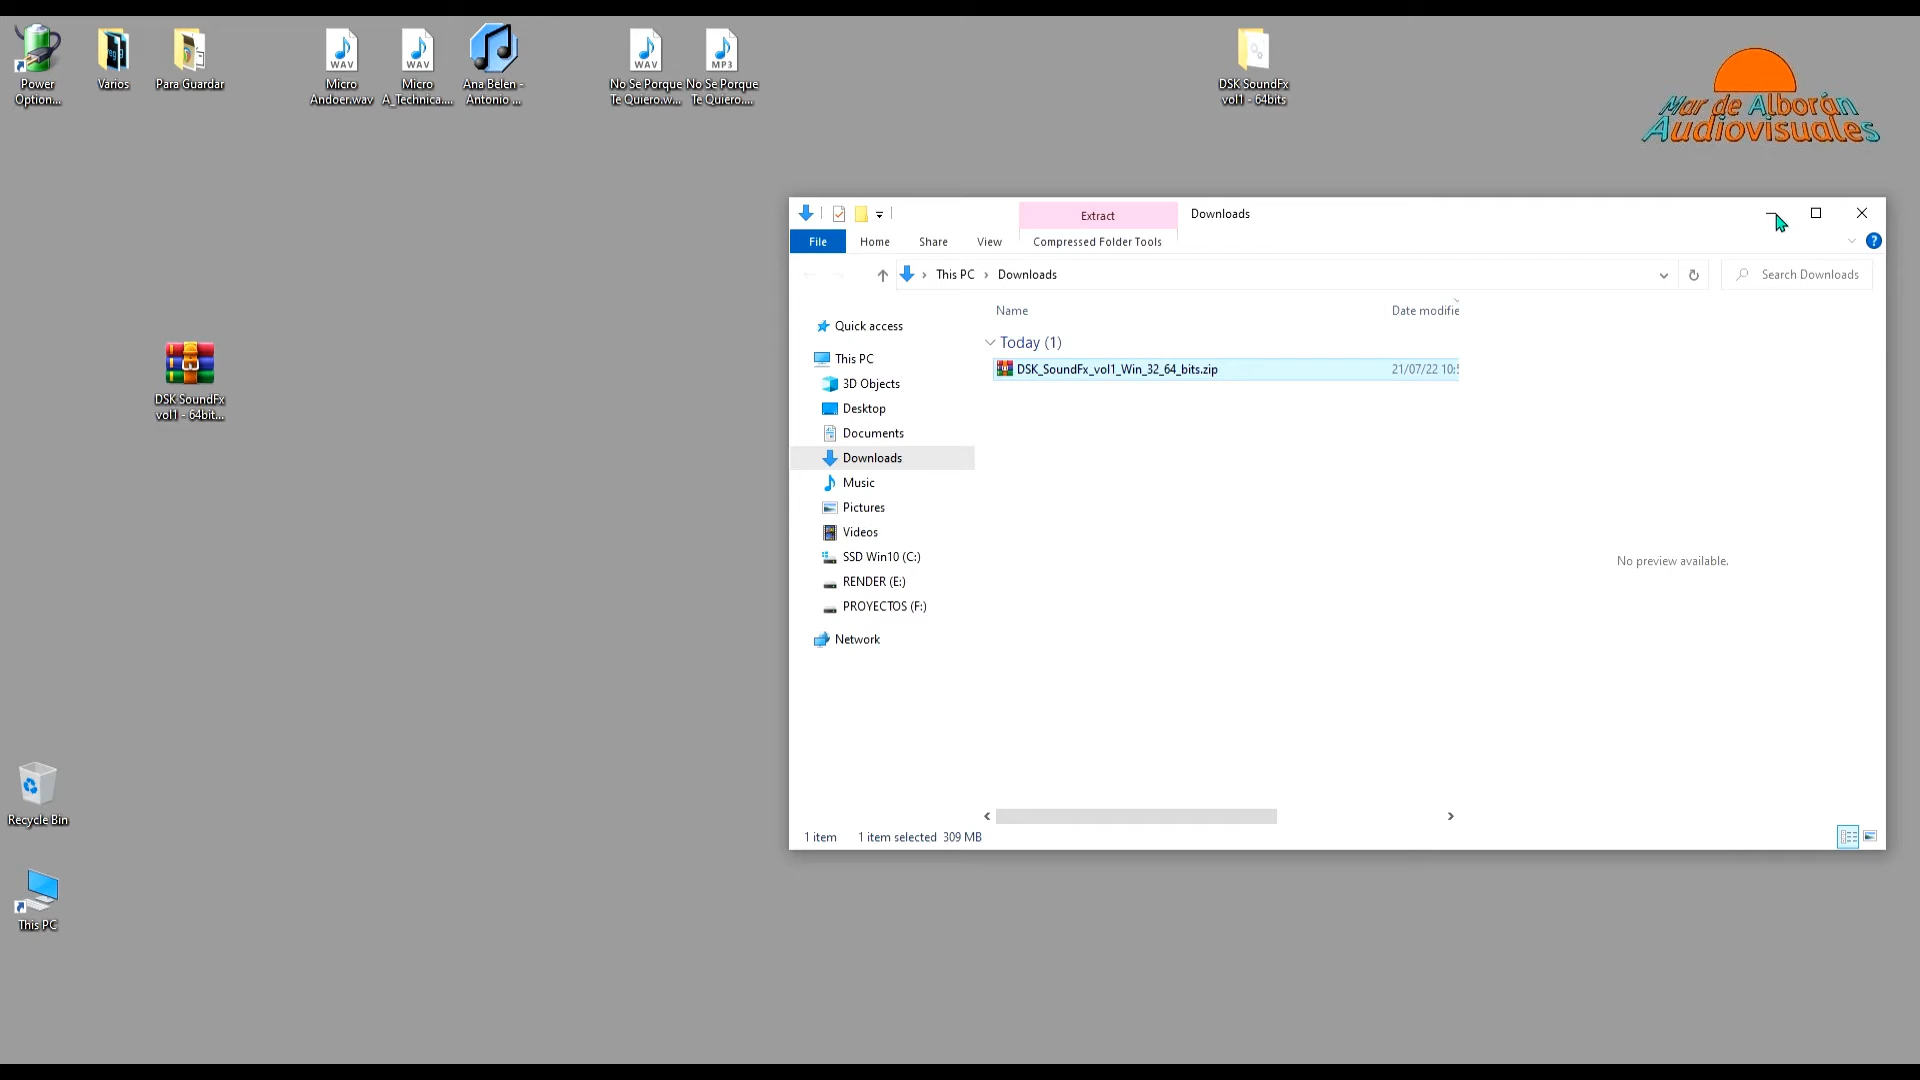 Power
Option...
Varios
Para Guardar
Micro
Andoer.wav
Micro
A_Technica....
Ana Belen -
Antonio ...
No Se Porque
Te Quiero.w...
No Se Porque
Te Quiero....
DSK SoundFx
vol1 - 64bits
Mar de Alborán
Audiovisuales
DSK SoundFx
vol1 - 64bit...
Recycle Bin
This PC
Extract
Downloads
File
Home
Share
View
Compressed Folder Tools
This PC
Downloads
Search Downloads
Name
Date modifie
Quick access
This PC
3D Objects
Desktop
Documents
Downloads
Music
Pictures
Videos
SSD Win10 (C:)
RENDER (E:)
PROYECTOS (F:)
Network
Today (1)
DSK_SoundFx_vol1_Win_32_64_bits.zip
21/07/22 10:5
No preview available.
1 item
1 item selected 309 MB